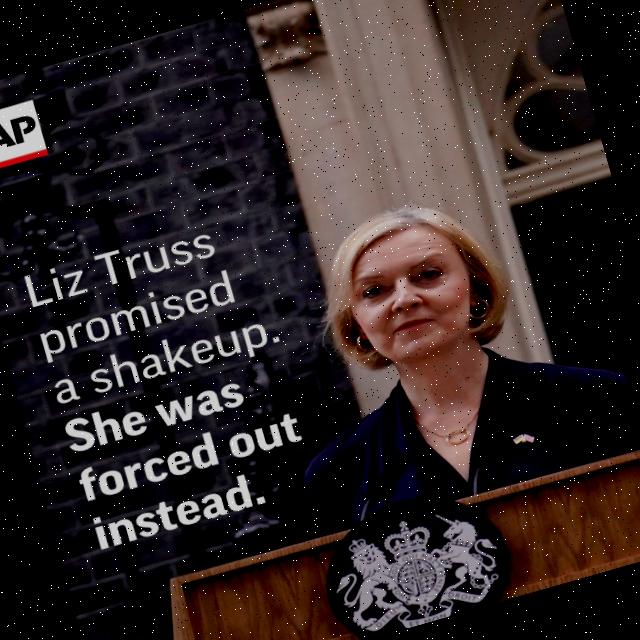 AP
Liz Truss
promised
a shakeup.
She was
forced out
instead.